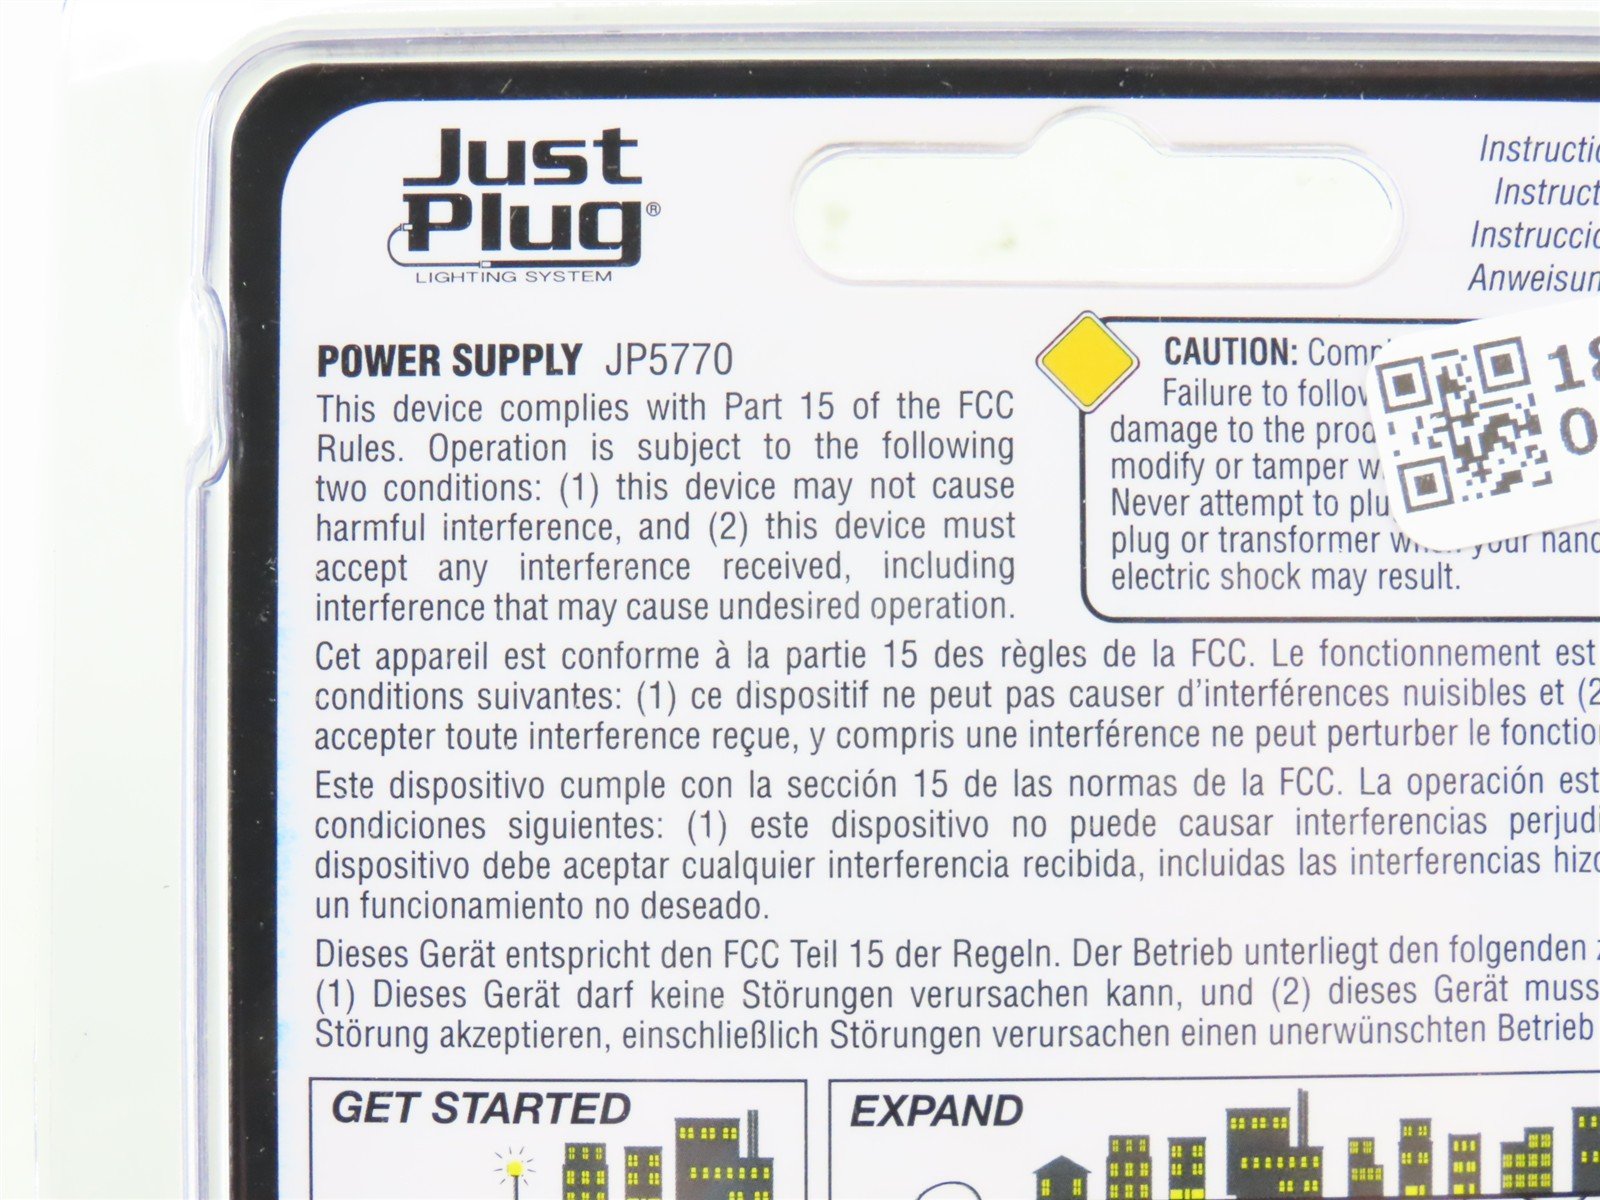 Just
Plug®
LIGHTING SYSTEM
POWER SUPPLY JP5770
This device complies with Part 15 of the FCC
Rules. Operation is subject to the following
two conditions: (1) this device may not cause
harmful interference, and (2) this device must
accept any interference received, including
interference that may cause undesired operation.
CAUTION:
Failure to follow
damage to the
modify or tamper
Never attempt to
plug or transformer your
electric shock may result.
Cet appareil est conforme à la partie 15 des règles de la FCC. Le fonctionnement est
conditions suivantes: (1) ce dispositif ne peut pas causer d'interférences nuisibles et (2
accepter toute interference reçue, y compris une interférence ne peut perturber le
Este dispositivo cumple con la sección 15 de las normas de la FCC. La operación
condiciones siguientes: (1) este dispositivo no puede causar interferencias
dispositivo debe aceptar cualquier interferencia recibida, incluidas las interferencias
un funcionamiento no deseado.
Dieses Gerät entspricht den FCC Teil 15 der Regeln. Der Betrieb unterliegt den folgenden
(1) Dieses Gerät darf keine Störungen verursachen kann, und (2) dieses Gerät muss
Störung akzeptieren, einschließlich Störungen verursachen einen unerwünschten Betrieb
GET STARTED
EXPAND